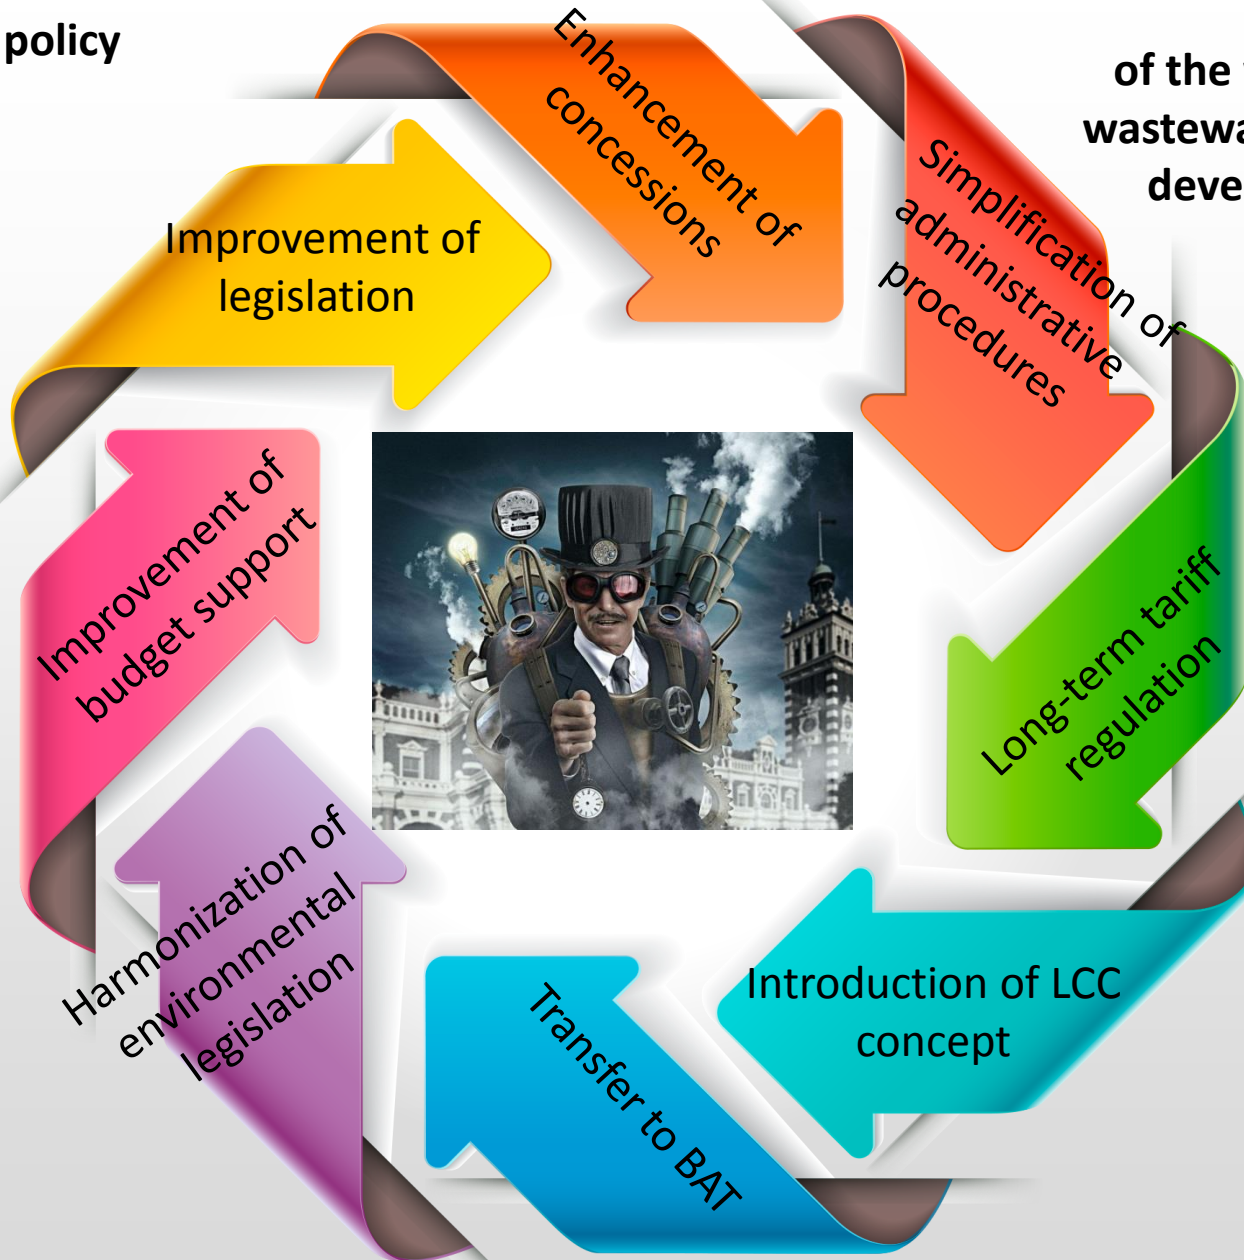 policy
of the
wastewa
deve
Improvement of
legislation
Enhancement of
concessions
Simplification of
administrative
procedures
Long-term tariff
regulation
Introduction of LCC
concept
Transfer to BAT
Harmonization of
environmental
legislation
Improvement of
budget support